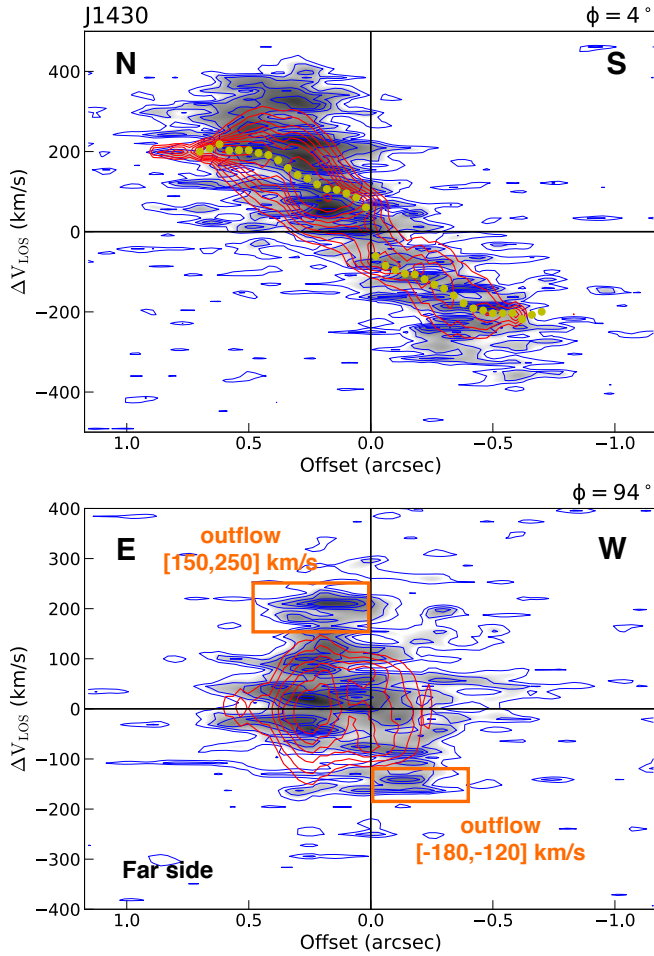 J1430 ϕ = 4°
N S
400
200
0
−200
−400
ΔV_LOS (km/s)
1.0 0.5 0.0 −0.5 −1.0
Offset (arcsec)
ϕ = 94°
E W
outflow
[150,250] km/s
400
300
200
100
0
−100
−200
−300
−400
ΔV_LOS (km/s)
outflow
[-180,-120] km/s
Far side
1.0 0.5 0.0 −0.5 −1.0
Offset (arcsec)